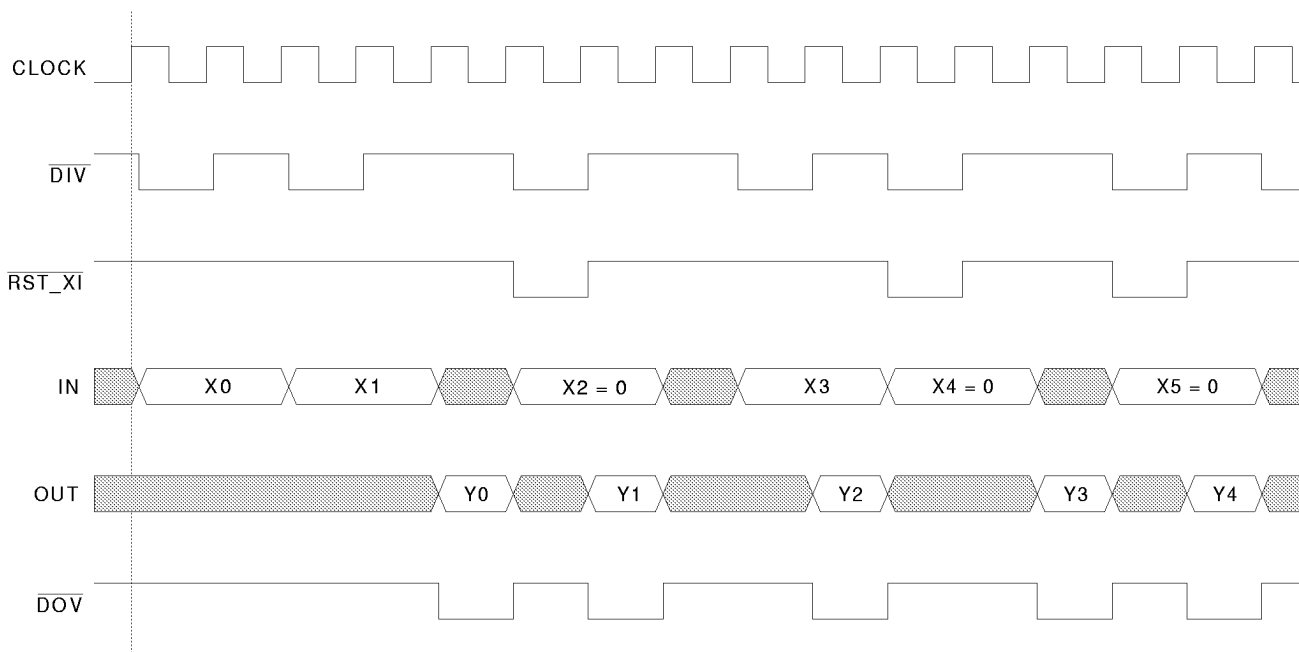 CLOCK
DIV
RST_XI
IN X0 X1 X2 = 0 X3 X4 = 0 X5 = 0
OUT Y0 Y1 Y2 Y3 Y4
DOV